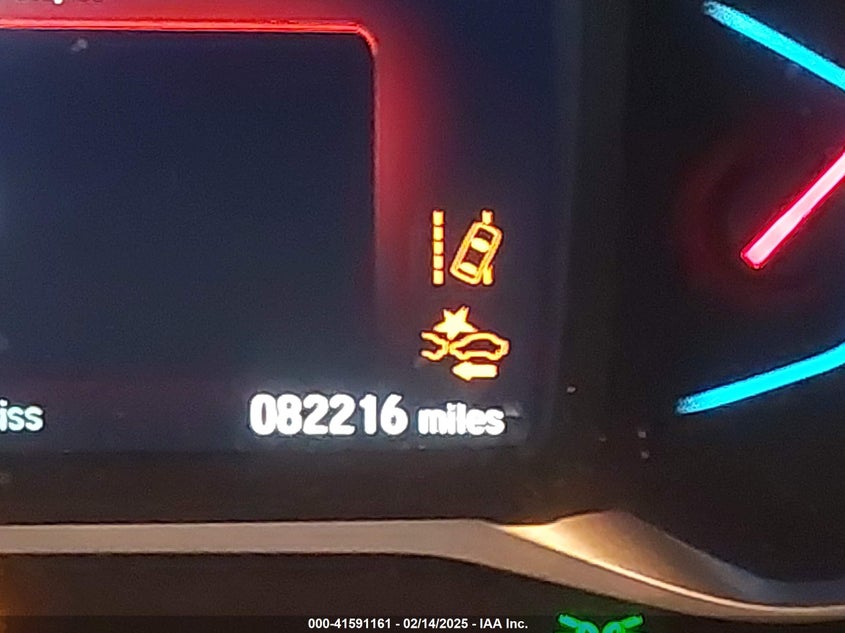 iss
082216 miles
000-41591161 - 02/14/2025 - IAA Inc.